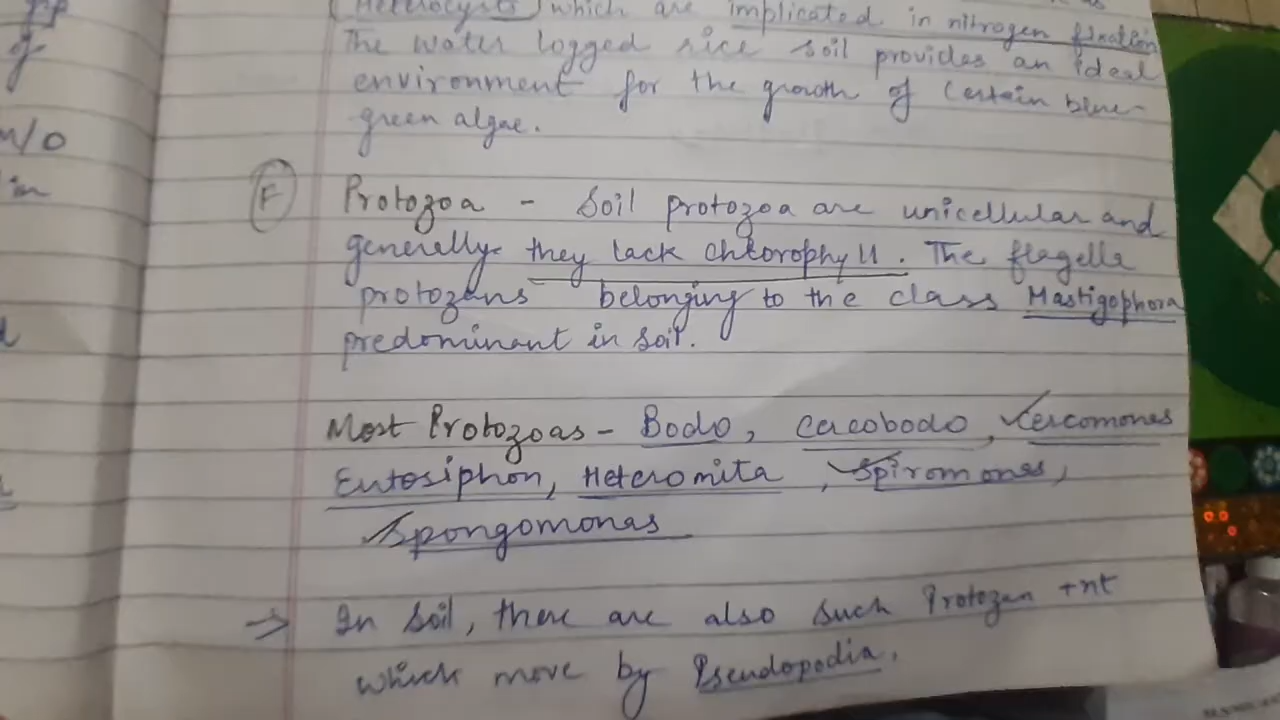 Heterocysts which are implicated in nitrogen fixation
The water logged rice soil provides an ideal
environment for the growth of certain blue-
green algae.
F Protozoa - Soil protozoa are unicellular and
generally they lack chlorophyll. The flagella
protozans belonging to the class Mastigophora
predominant in soil.
Most Protozoas - Bodo, Cacobodo, Cercomonas
Entosiphon, Heteromita, Spiromonas,
Spongomonas
→ In Soil, there are also such Protozan +nt
which move by Pseudopodia.
m/o
in